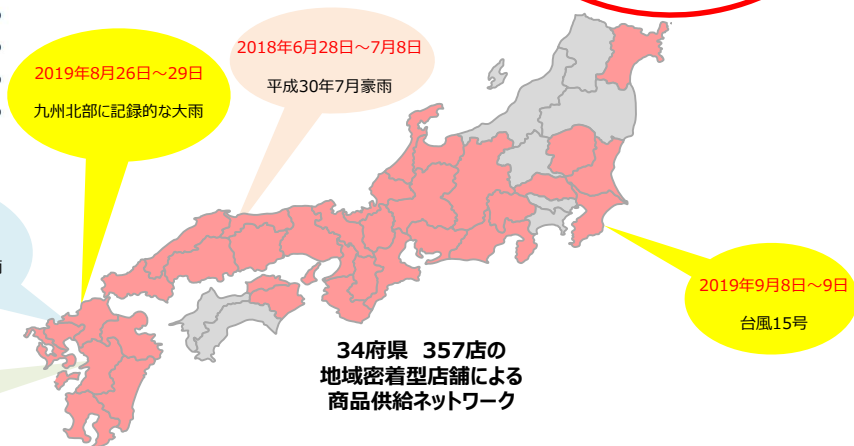 2018年6月28日～7月8日
平成30年7月豪雨
2019年8月26日～29日
九州北部に記録的な大雨
2019年9月8日～9日
台風15号
34府県 357店の
地域密着型店舗による
商品供給ネットワーク